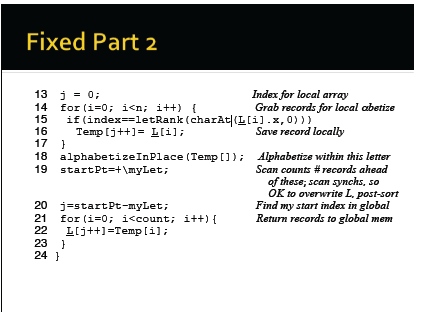 Fixed Part 2
13 j = 0; Index for local array
14 for(i=0; i<n; i++) { Grab records for local abetize
15 if(index==letRank(charAt(L[i].x,0)))
16 Temp[j++]= L[i]; Save record locally
17 }
18 alphabetizeInPlace(Temp[]); Alphabetize within this letter
19 startPt=+\myLet; Scan counts # records ahead
of these; scan synchs, so
OK to overwrite L, post-sort
20 j=startPt-myLet; Find my start index in global
21 for(i=0; i<count; i++){ Return records to global mem
22 L[j++]=Temp[i];
23 }
24 }